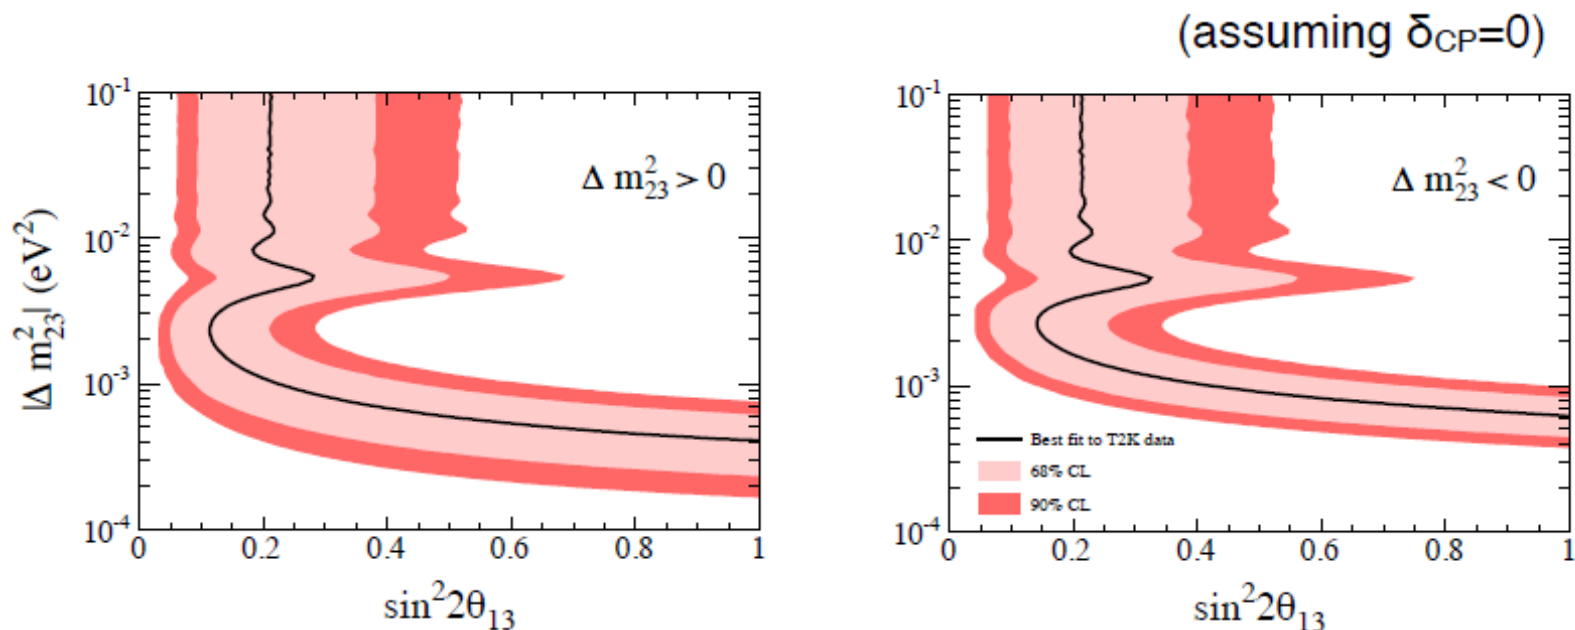 (assuming δCP=0)
10⁻¹
10⁻²
10⁻³
10⁻⁴
|Δ m²₂₃| (eV²)
Δ m²₂₃ > 0
0 0.2 0.4 0.6 0.8 1
sin²2θ₁₃
10⁻¹
10⁻²
10⁻³
10⁻⁴
Δ m²₂₃ < 0
Best fit to T2K data
68% CL
90% CL
0 0.2 0.4 0.6 0.8 1
sin²2θ₁₃